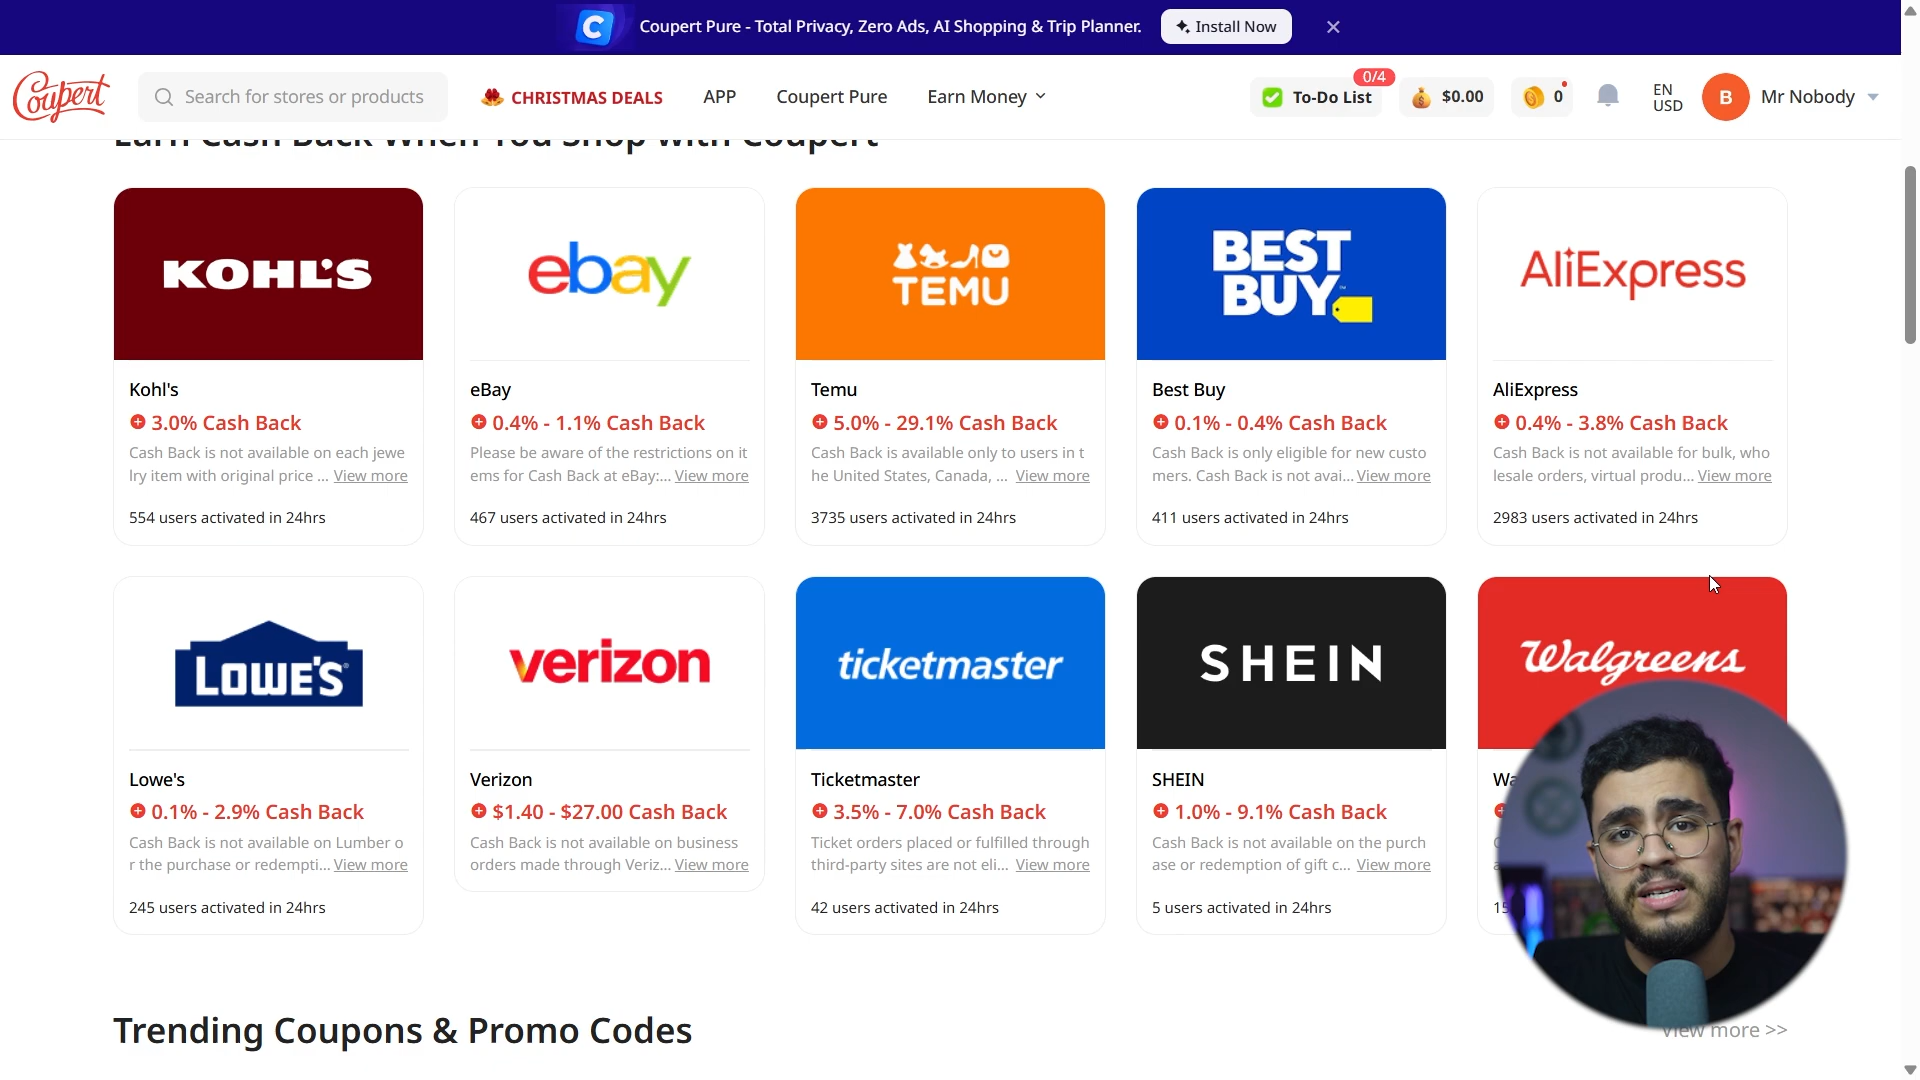 Coupert Pure - Total Privacy, Zero Ads, AI Shopping & Trip Planner.
Install Now
Coupert
Search for stores or products
CHRISTMAS DEALS
APP
Coupert Pure
Earn Money
0/4
To-Do List
$0.00
0
EN
USD
B
Mr Nobody
Earn Cash Back When You Shop with Coupert
KOHL'S
ebay
TEMU
BEST
BUY
AliExpress
Kohl's
3.0% Cash Back
Cash Back is not available on each jewe
lry item with original price ... View more
554 users activated in 24hrs
eBay
0.4% - 1.1% Cash Back
Please be aware of the restrictions on it
ems for Cash Back at eBay:... View more
467 users activated in 24hrs
Temu
5.0% - 29.1% Cash Back
Cash Back is available only to users in t
he United States, Canada, ... View more
3735 users activated in 24hrs
Best Buy
0.1% - 0.4% Cash Back
Cash Back is only eligible for new custo
mers. Cash Back is not avai... View more
411 users activated in 24hrs
AliExpress
0.4% - 3.8% Cash Back
Cash Back is not available for bulk, who
lesale orders, virtual produ... View more
2983 users activated in 24hrs
LOWE'S
verizon
ticketmaster
SHEIN
Walgreens
Lowe's
0.1% - 2.9% Cash Back
Cash Back is not available on Lumber o
r the purchase or redempti... View more
245 users activated in 24hrs
Verizon
$1.40 - $27.00 Cash Back
Cash Back is not available on business
orders made through Veriz... View more
Ticketmaster
3.5% - 7.0% Cash Back
Ticket orders placed or fulfilled through
third-party sites are not eli... View more
42 users activated in 24hrs
SHEIN
1.0% - 9.1% Cash Back
Cash Back is not available on the purch
ase or redemption of gift c... View more
5 users activated in 24hrs
Trending Coupons & Promo Codes
View more >>